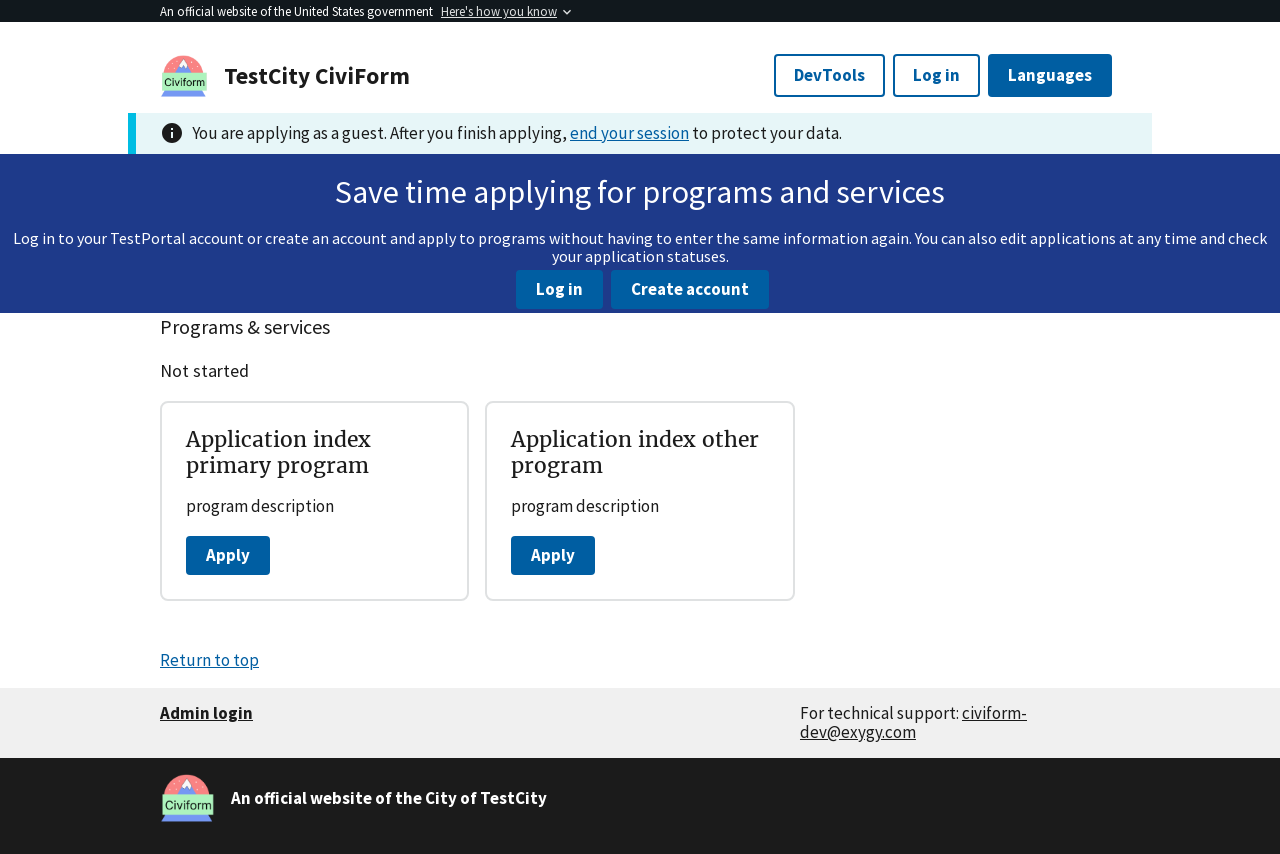 An official website of the United States government Here's how you know
Civiform
TestCity CiviForm
DevTools
Log in
Languages
You are applying as a guest. After you finish applying, end your session to protect your data.
Save time applying for programs and services
Log in to your TestPortal account or create an account and apply to programs without having to enter the same information again. You can also edit applications at any time and check
your application statuses.
Log in
Create account
Programs & services
Not started
Application index
primary program
program description
Apply
Application index other
program
program description
Apply
Return to top
Admin login
For technical support: civiform-
dev@exygy.com
Civiform
An official website of the City of TestCity